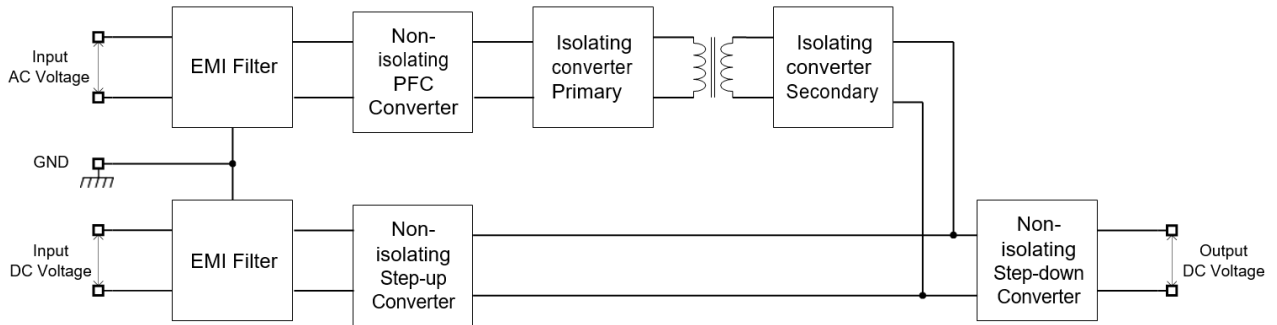 Input
AC Voltage
EMI Filter
Non-
isolating
PFC
Converter
Isolating
converter
Primary
Isolating
converter
Secondary
GND
Input
DC Voltage
EMI Filter
Non-
isolating
Step-up
Converter
Non-
isolating
Step-down
Converter
Output
DC Voltage